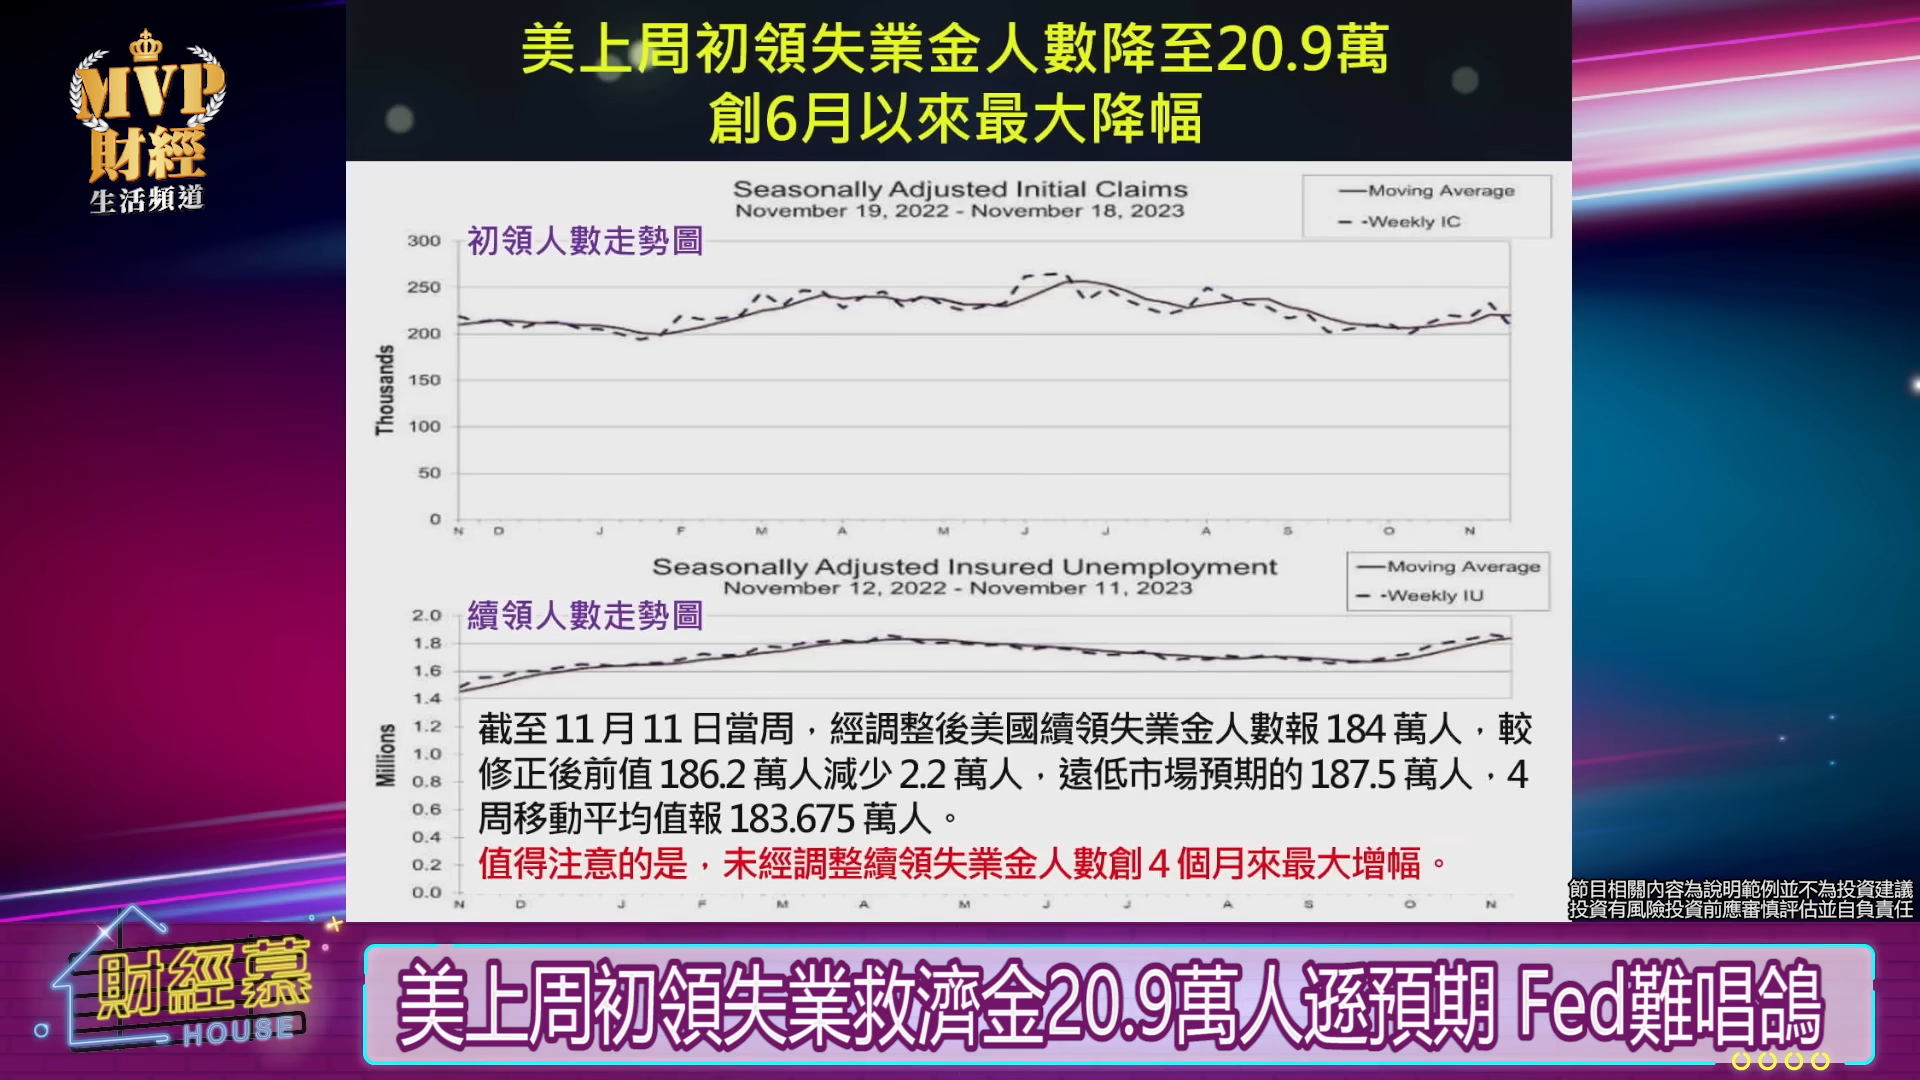 MVP
財經
生活頻道
美上周初領失業金人數降至20.9萬
創6月以來最大降幅
Seasonally Adjusted Initial Claims
November 19, 2022 - November 18, 2023
Moving Average
Weekly IC
初領人數走勢圖
300
250
200
150
100
50
0
Thousands
N D J F M A M J J A S O N
Seasonally Adjusted Insured Unemployment
November 12, 2022 - November 11, 2023
Moving Average
Weekly IU
續領人數走勢圖
2.0
1.8
1.6
1.4
1.2
1.0
0.8
0.6
0.4
0.2
0.0
Millions
截至11月11日當周，經調整後美國續領失業金人數報184萬人，較
修正後前值186.2萬人減少2.2萬人，遠低市場預期的187.5萬人，4
周移動平均值報183.675萬人。
值得注意的是，未經調整續領失業金人數創4個月來最大增幅。
N D J F M A M J J A S O N
節目相關內容為說明範例並不為投資建議
投資有風險投資前應審慎評估並自負責任
財經慕
HOUSE
美上周初領失業救濟金20.9萬人遜預期 Fed難唱鴿